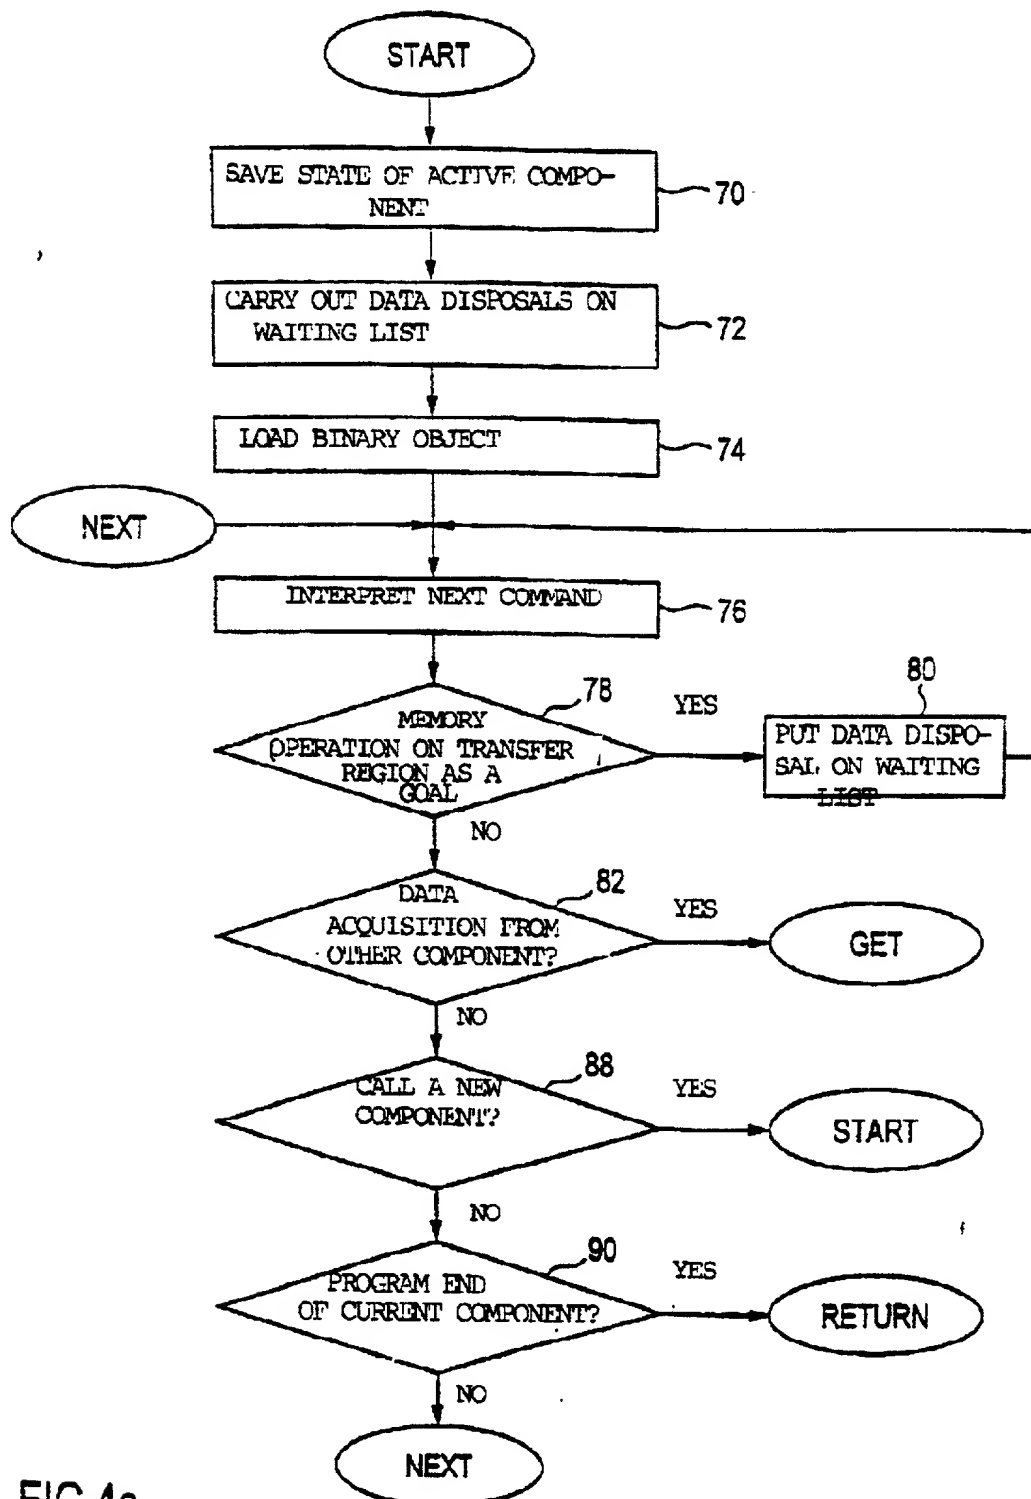 START
SAVE STATE OF ACTIVE COMPO-
NENT
70
CARRY OUT DATA DISPOSALS ON
WAITING LIST
72
LOAD BINARY OBJECT
74
NEXT
INTERPRET NEXT COMMAND
76
78
MEMORY
OPERATION ON TRANSFER
REGION AS A
GOAL
YES
80
PUT DATA DISPO-
SAL ON WAITING
LIST
NO
82
DATA
ACQUISITION FROM
OTHER COMPONENT?
YES
GET
NO
88
CALL A NEW
COMPONENT?
YES
START
NO
90
PROGRAM END
OF CURRENT COMPONENT?
YES
RETURN
NO
NEXT
FIG.4a